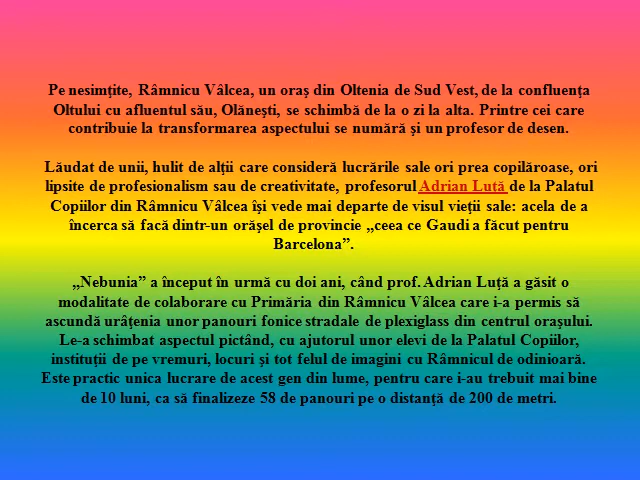 Pe nesimţite, Râmnicu Vâlcea, un oraş din Oltenia de Sud Vest, de la confluenţa
Oltului cu afluentul său, Olăneşti, se schimbă de la o zi la alta. Printre cei care
contribuie la transformarea aspectului se numără şi un profesor de desen.
Lăudat de unii, hulit de alţii care consideră lucrările sale ori prea copilăroase, ori
lipsite de profesionalism sau de creativitate, profesorul Adrian Luţă de la Palatul
Copiilor din Râmnicu Vâlcea îşi vede mai departe de visul vieţii sale: acela de a
încerca să facă dintr-un orăşel de provincie „ceea ce Gaudi a făcut pentru
Barcelona”.
„Nebunia” a început în urmă cu doi ani, când prof. Adrian Luţă a găsit o
modalitate de colaborare cu Primăria din Râmnicu Vâlcea care i-a permis să
ascundă urâţenia unor panouri fonice stradale de plexiglass din centrul oraşului.
Le-a schimbat aspectul pictând, cu ajutorul unor elevi de la Palatul Copiilor,
instituţii de pe vremuri, locuri şi tot felul de imagini cu Râmnicul de odinioară.
Este practic unica lucrare de acest gen din lume, pentru care i-au trebuit mai bine
de 10 luni, ca să finalizeze 58 de panouri pe o distanţă de 200 de metri.